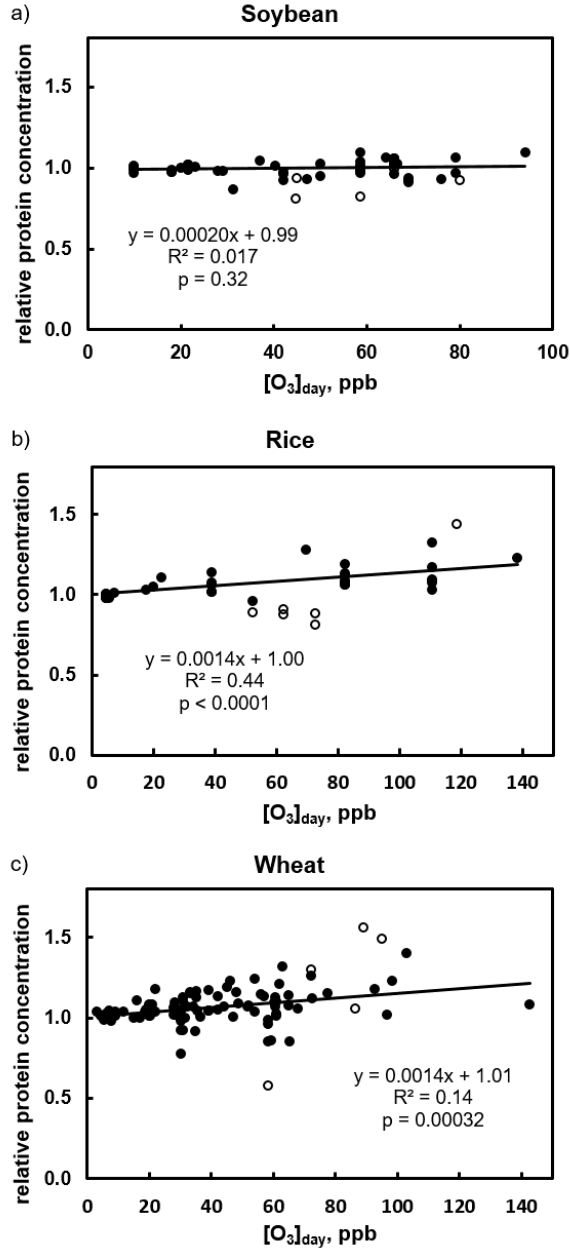 a)
Soybean
relative protein concentration
1.5
1.0
0.5
0.0
y = 0.00020x + 0.99
R² = 0.017
p = 0.32
0 20 40 60 80 100
[O₃]day, ppb
b)
Rice
relative protein concentration
1.5
1.0
0.5
0.0
y = 0.0014x + 1.00
R² = 0.44
p < 0.0001
0 20 40 60 80 100 120 140
[O₃]day, ppb
c)
Wheat
relative protein concentration
1.5
1.0
0.5
0.0
y = 0.0014x + 1.01
R² = 0.14
p = 0.00032
0 20 40 60 80 100 120 140
[O₃]day, ppb